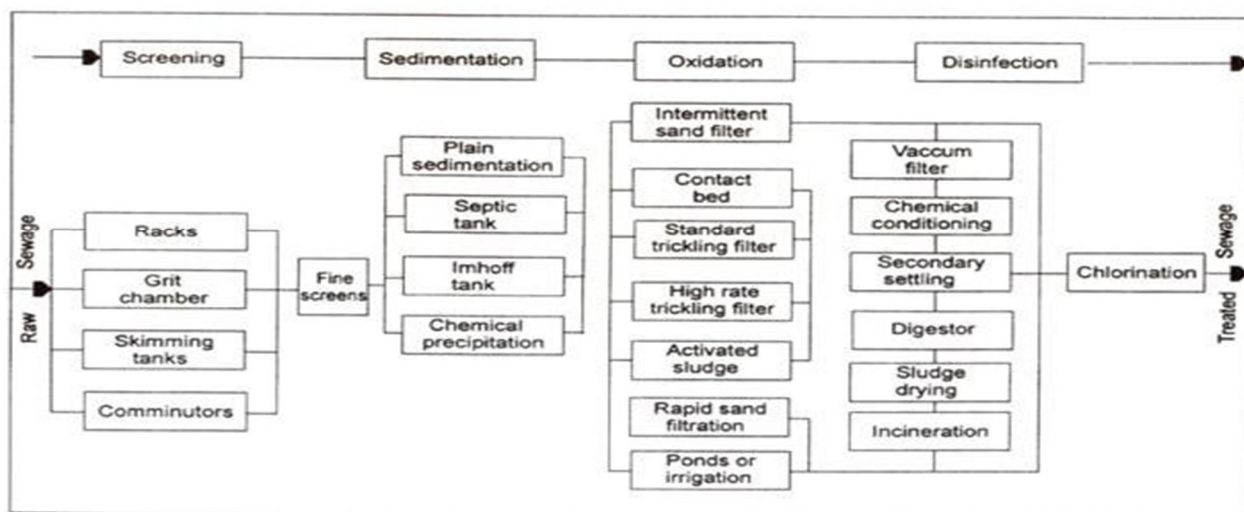 Screening
Sedimentation
Oxidation
Disinfection
Raw
Sewage
Racks
Grit
chamber
Skimming
tanks
Comminutors
Fine
screens
Plain
sedimentation
Septic
tank
Imhoff
tank
Chemical
precipitation
Intermittent
sand filter
Contact
bed
Standard
trickling filter
High rate
trickling filter
Activated
sludge
Rapid sand
filtration
Ponds or
irrigation
Vaccum
filter
Chemical
conditioning
Secondary
settling
Digestor
Sludge
drying
Incineration
Chlorination
Treated
Sewage